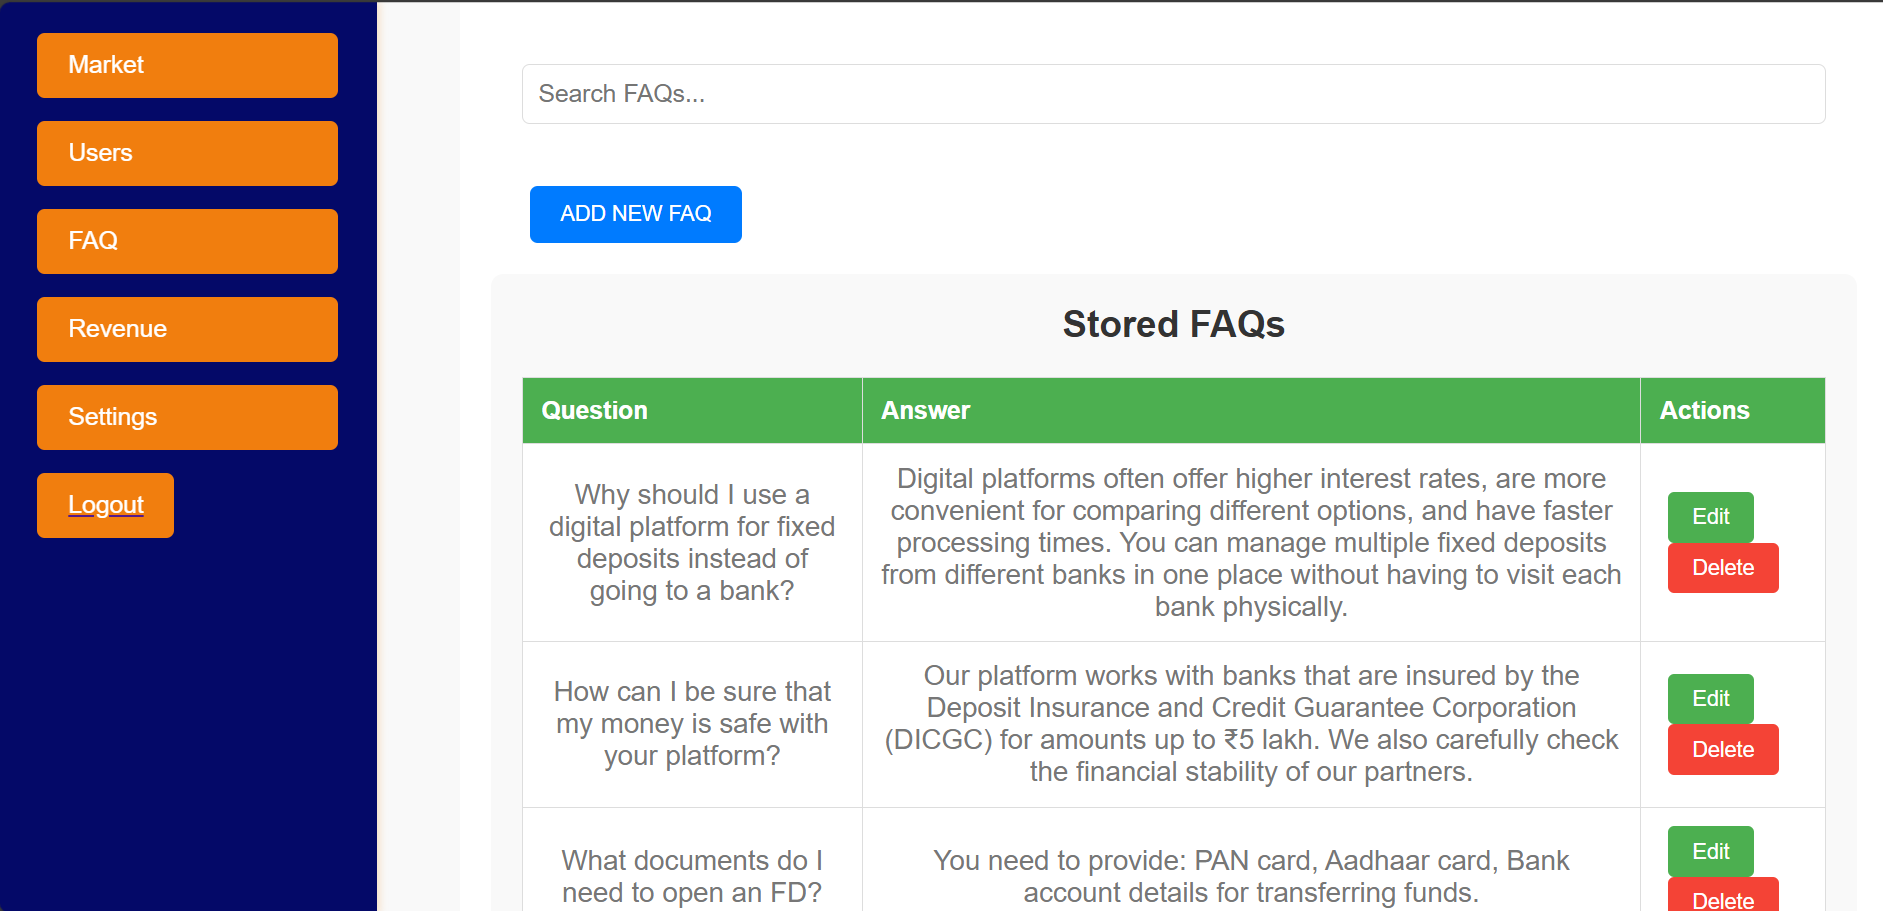 Market
Users
FAQ
Revenue
Settings
Logout
Search FAQs...
ADD NEW FAQ
Stored FAQs
Question Answer Actions
Why should I use a
digital platform for fixed
deposits instead of
going to a bank?
Digital platforms often offer higher interest rates, are more
convenient for comparing different options, and have faster
processing times. You can manage multiple fixed deposits
from different banks in one place without having to visit each
bank physically.
Edit
Delete
How can I be sure that
my money is safe with
your platform?
Our platform works with banks that are insured by the
Deposit Insurance and Credit Guarantee Corporation
(DICGC) for amounts up to ₹5 lakh. We also carefully check
the financial stability of our partners.
Edit
Delete
What documents do I
need to open an FD?
You need to provide: PAN card, Aadhaar card, Bank
account details for transferring funds.
Edit
Delete